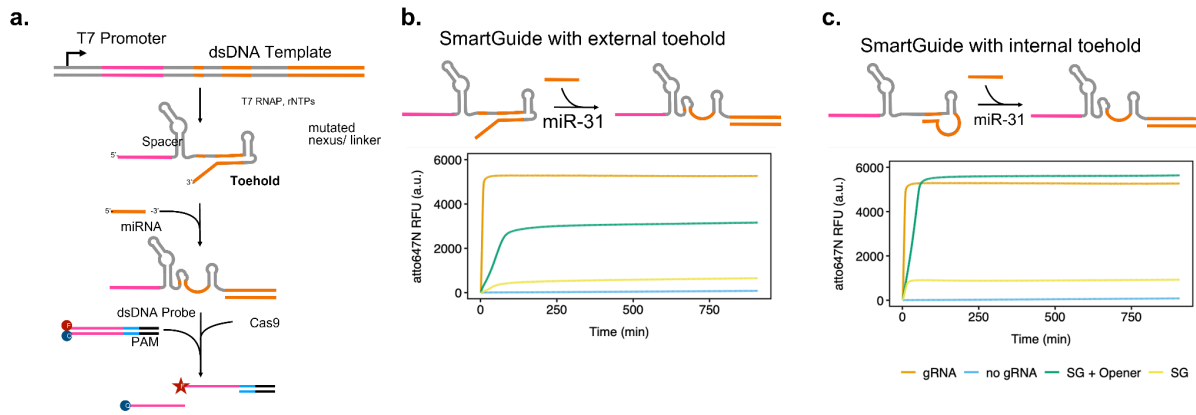 a.
T7 Promoter
dsDNA Template
T7 RNAP, rNTPs
mutated
nexus/ linker
Spacer
5'
3'
Toehold
5'
-3'
miRNA
dsDNA Probe
F
Q
PAM
Cas9
F
Q
b.
SmartGuide with external toehold
miR-31
atto647N RFU (a.u.)
6000
4000
2000
0
0
250
500
750
Time (min)
c.
SmartGuide with internal toehold
miR-31
atto647N RFU (a.u.)
6000
4000
2000
0
0
250
500
750
Time (min)
gRNA
no gRNA
SG + Opener
SG